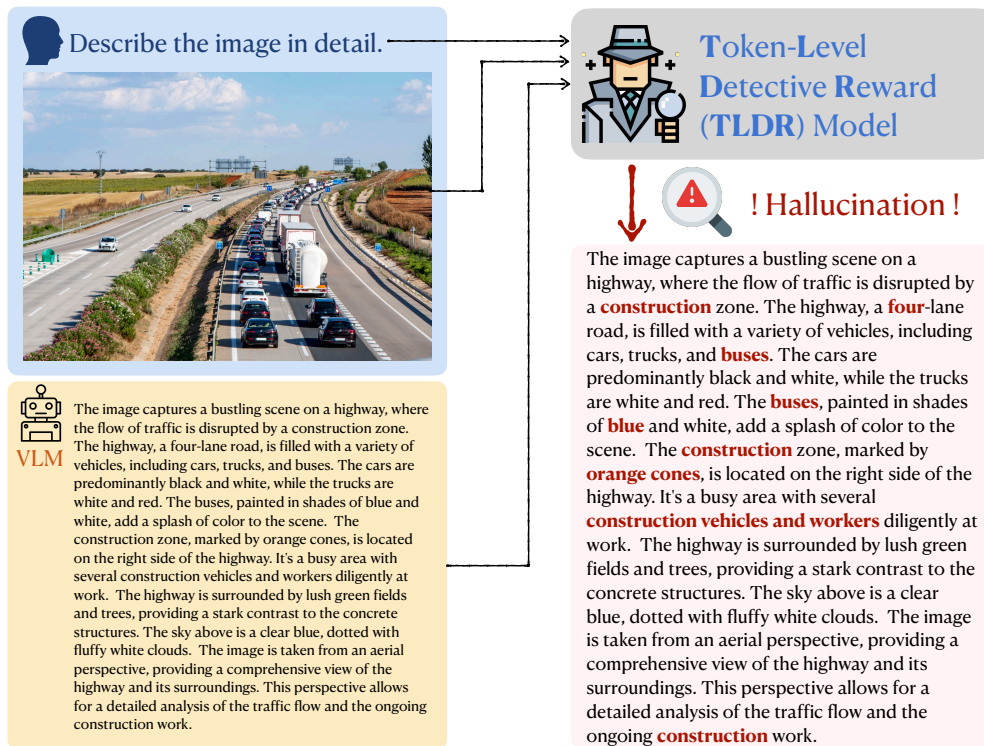 Describe the image in detail.
Token-Level
Detective Reward
(TLDR) Model
! Hallucination !
VLM
The image captures a bustling scene on a highway, where
the flow of traffic is disrupted by a construction zone.
The highway, a four-lane road, is filled with a variety of
vehicles, including cars, trucks, and buses. The cars are
predominantly black and white, while the trucks are
white and red. The buses, painted in shades of blue and
white, add a splash of color to the scene. The
construction zone, marked by orange cones, is located
on the right side of the highway. It's a busy area with
several construction vehicles and workers diligently at
work. The highway is surrounded by lush green fields
and trees, providing a stark contrast to the concrete
structures. The sky above is a clear blue, dotted with
fluffy white clouds. The image is taken from an aerial
perspective, providing a comprehensive view of the
highway and its surroundings. This perspective allows
for a detailed analysis of the traffic flow and the ongoing
construction work.
The image captures a bustling scene on a
highway, where the flow of traffic is disrupted by
a construction zone. The highway, a four-lane
road, is filled with a variety of vehicles, including
cars, trucks, and buses. The cars are
predominantly black and white, while the trucks
are white and red. The buses, painted in shades
of blue and white, add a splash of color to the
scene. The construction zone, marked by
orange cones, is located on the right side of the
highway. It's a busy area with several
construction vehicles and workers diligently at
work. The highway is surrounded by lush green
fields and trees, providing a stark contrast to the
concrete structures. The sky above is a clear
blue, dotted with fluffy white clouds. The image
is taken from an aerial perspective, providing a
comprehensive view of the highway and its
surroundings. This perspective allows for a
detailed analysis of the traffic flow and the
ongoing construction work.